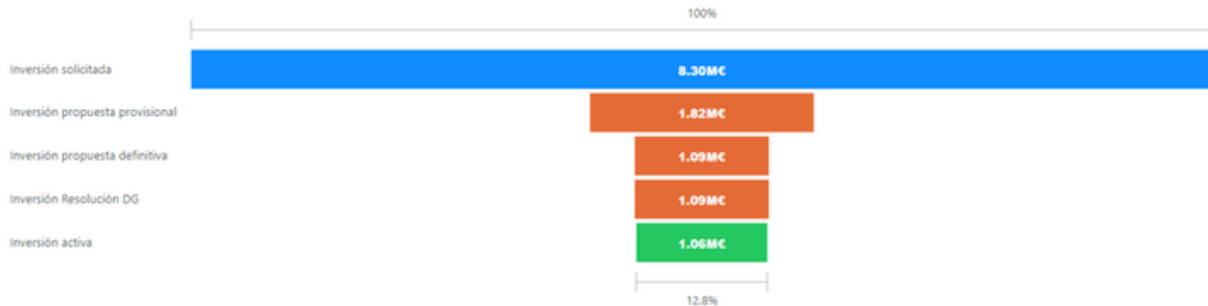 100%
Inversión solicitada
8.30M€
Inversión propuesta provisional
1.82M€
Inversión propuesta definitiva
1.09M€
Inversión Resolución DG
1.09M€
Inversión activa
1.06M€
12.8%